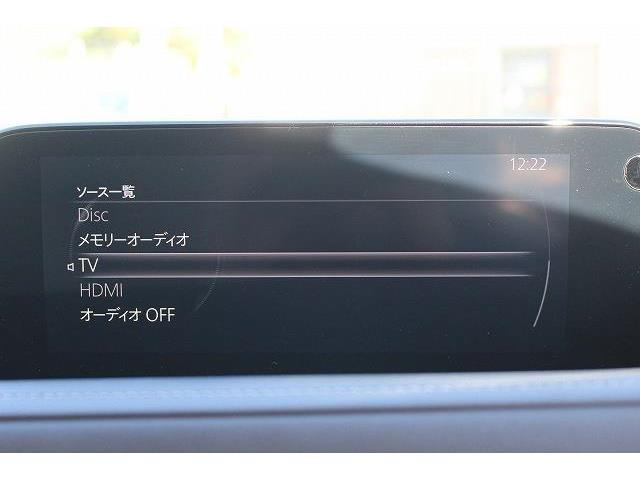 12:22
ソース一覧
Disc
メモリーオーディオ
TV
HDMI
オーディオ OFF